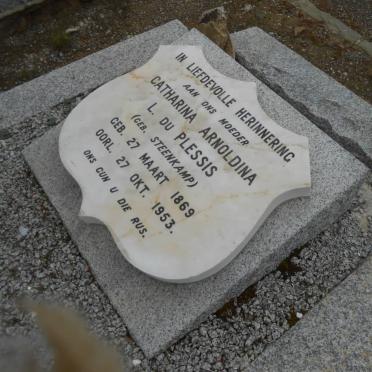 IN LIEFDEVOLLE HERINNERING
AAN ONS MOEDER
CATHARINA ARNOLDINA
L. DU PLESSIS
(GEB. STEENKAMP)
GEB. 27 MAART 1869
OORL. 27 OKT. 1953.
ONS GUN U DIE RUS.